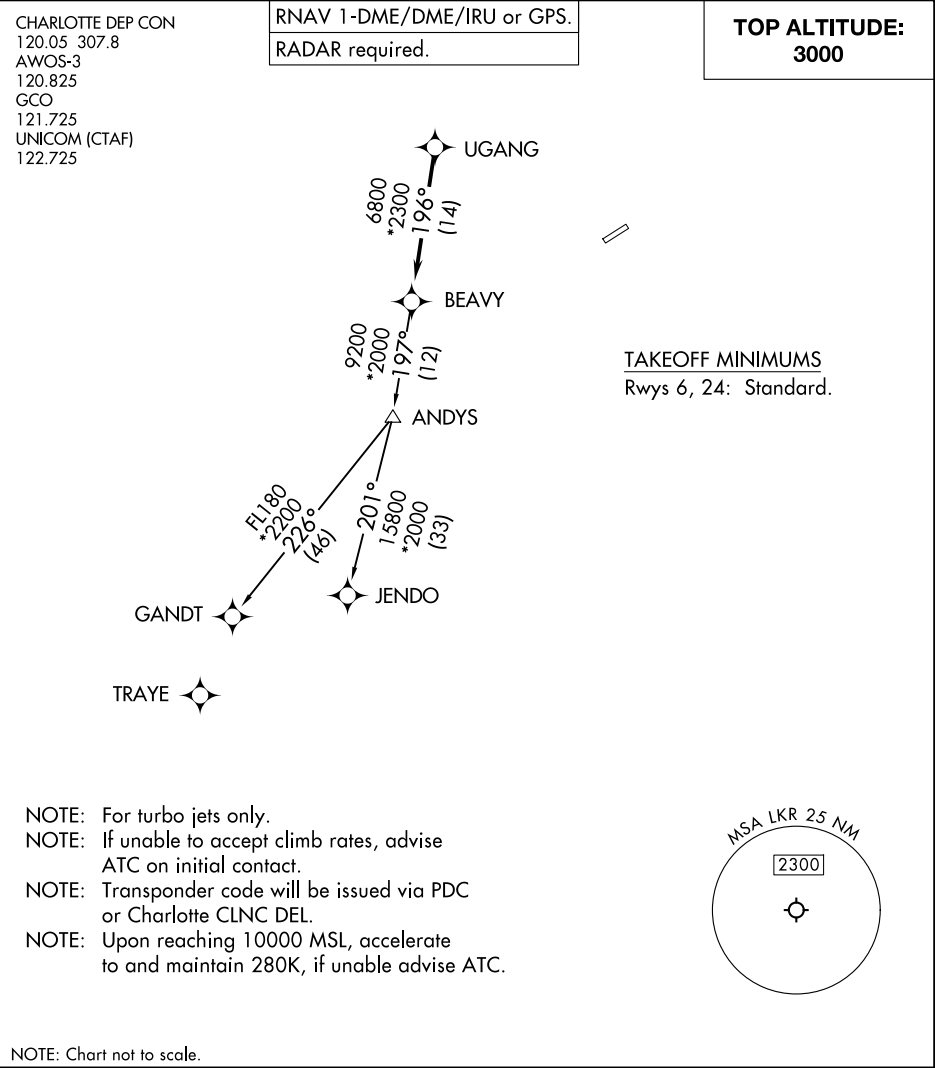 CHARLOTTE DEP CON
120.05 307.8
AWOS-3
120.825
GCO
121.725
UNICOM (CTAF)
122.725
RNAV 1-DME/DME/IRU or GPS.
RADAR required.
TOP ALTITUDE:
3000
UGANG
6800
*2300
196°
(14)
BEAVY
9200
*2000
197°
(12)
TAKEOFF MINIMUMS
Rwys 6, 24: Standard.
ANDYS
FL180
*2200
226°
(46)
201°
15800
*2000
(33)
JENDO
GANDT
TRAYE
NOTE: For turbo jets only.
NOTE: If unable to accept climb rates, advise
ATC on initial contact.
NOTE: Transponder code will be issued via PDC
or Charlotte CLNC DEL.
NOTE: Upon reaching 10000 MSL, accelerate
to and maintain 280K, if unable advise ATC.
MSA LKR 25 NM
2300
NOTE: Chart not to scale.